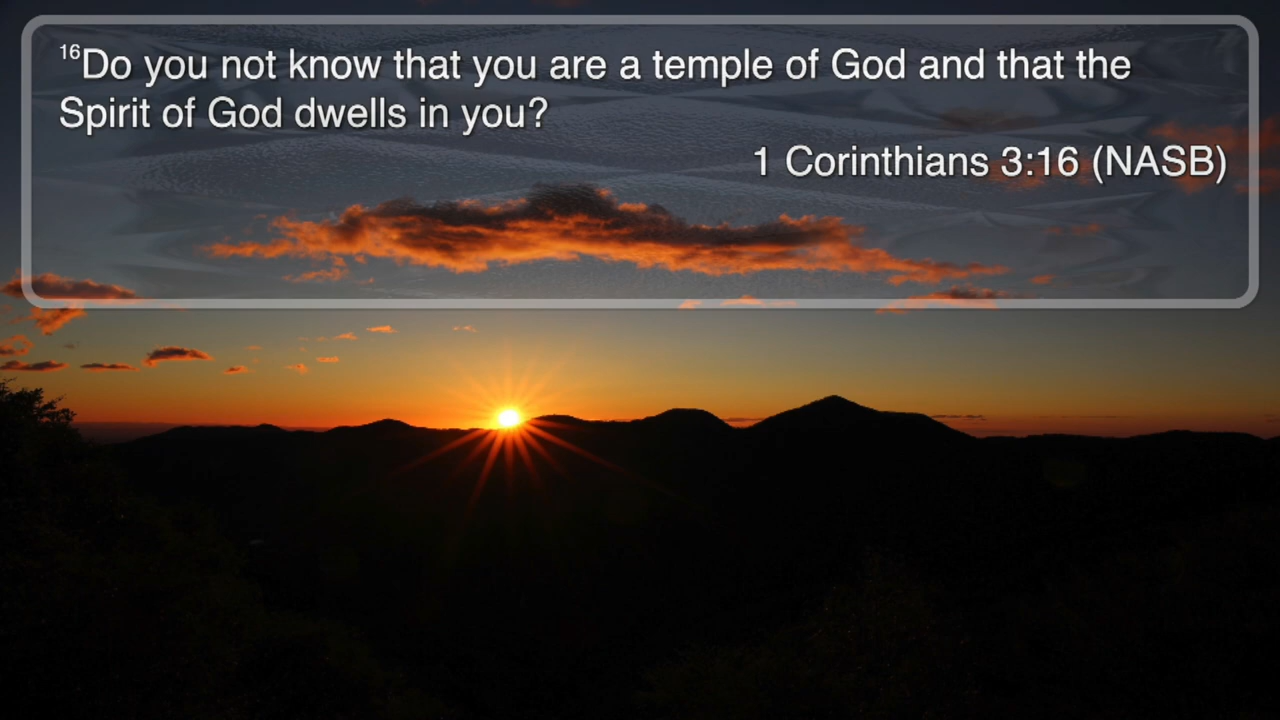 16Do you not know that you are a temple of God and that the
Spirit of God dwells in you?
1 Corinthians 3:16 (NASB)